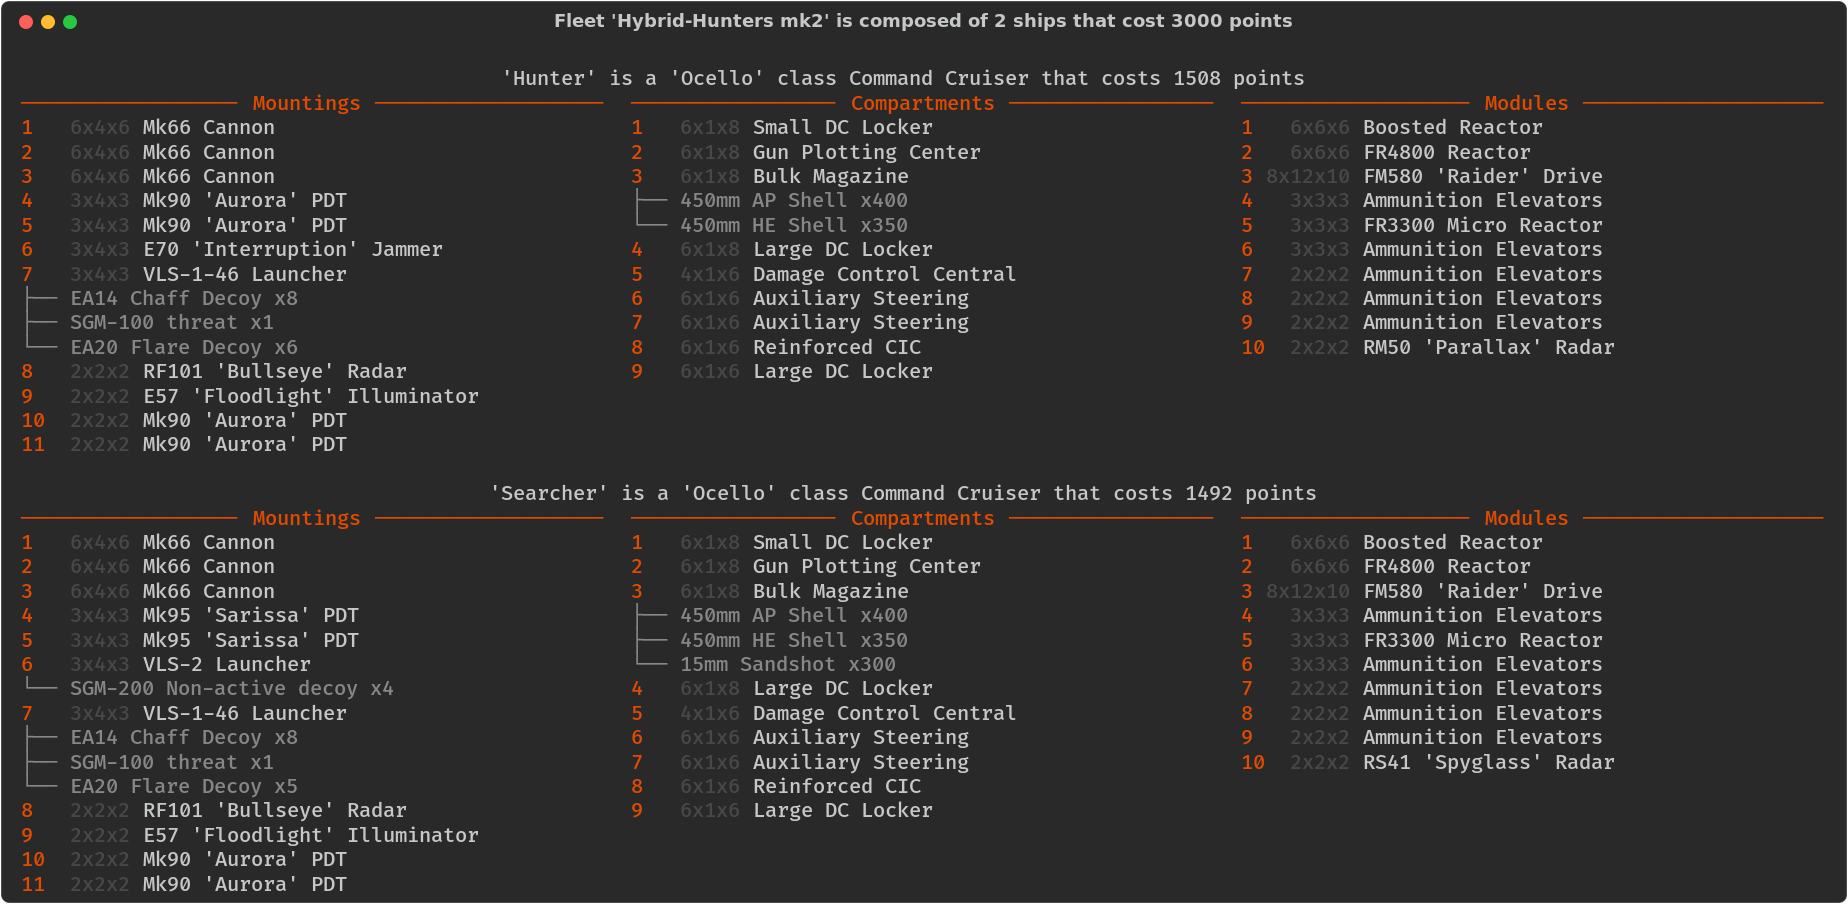 Fleet 'Hybrid-Hunters mk2' is composed of 2 ships that cost 3000 points
'Hunter' is a 'Ocello' class Command Cruiser that costs 1508 points
Mountings
1 6x4x6 Mk66 Cannon
2 6x4x6 Mk66 Cannon
3 6x4x6 Mk66 Cannon
4 3x4x3 Mk90 'Aurora' PDT
5 3x4x3 Mk90 'Aurora' PDT
6 3x4x3 E70 'Interruption' Jammer
7 3x4x3 VLS-1-46 Launcher
EA14 Chaff Decoy x8
SGM-100 threat x1
EA20 Flare Decoy x6
8 2x2x2 RF101 'Bullseye' Radar
9 2x2x2 E57 'Floodlight' Illuminator
10 2x2x2 Mk90 'Aurora' PDT
11 2x2x2 Mk90 'Aurora' PDT
Compartments
1 6x1x8 Small DC Locker
2 6x1x8 Gun Plotting Center
3 6x1x8 Bulk Magazine
450mm AP Shell x400
450mm HE Shell x350
4 6x1x8 Large DC Locker
5 4x1x6 Damage Control Central
6 6x1x6 Auxiliary Steering
7 6x1x6 Auxiliary Steering
8 6x1x6 Reinforced CIC
9 6x1x6 Large DC Locker
Modules
1 6x6x6 Boosted Reactor
2 6x6x6 FR4800 Reactor
3 8x12x10 FM580 'Raider' Drive
4 3x3x3 Ammunition Elevators
5 3x3x3 FR3300 Micro Reactor
6 3x3x3 Ammunition Elevators
7 2x2x2 Ammunition Elevators
8 2x2x2 Ammunition Elevators
9 2x2x2 Ammunition Elevators
10 2x2x2 RM50 'Parallax' Radar
'Searcher' is a 'Ocello' class Command Cruiser that costs 1492 points
Mountings
1 6x4x6 Mk66 Cannon
2 6x4x6 Mk66 Cannon
3 6x4x6 Mk66 Cannon
4 3x4x3 Mk95 'Sarissa' PDT
5 3x4x3 Mk95 'Sarissa' PDT
6 3x4x3 VLS-2 Launcher
SGM-200 Non-active decoy x4
7 3x4x3 VLS-1-46 Launcher
EA14 Chaff Decoy x8
SGM-100 threat x1
EA20 Flare Decoy x5
8 2x2x2 RF101 'Bullseye' Radar
9 2x2x2 E57 'Floodlight' Illuminator
10 2x2x2 Mk90 'Aurora' PDT
11 2x2x2 Mk90 'Aurora' PDT
Compartments
1 6x1x8 Small DC Locker
2 6x1x8 Gun Plotting Center
3 6x1x8 Bulk Magazine
450mm AP Shell x400
450mm HE Shell x350
15mm Sandshot x300
4 6x1x8 Large DC Locker
5 4x1x6 Damage Control Central
6 6x1x6 Auxiliary Steering
7 6x1x6 Auxiliary Steering
8 6x1x6 Reinforced CIC
9 6x1x6 Large DC Locker
Modules
1 6x6x6 Boosted Reactor
2 6x6x6 FR4800 Reactor
3 8x12x10 FM580 'Raider' Drive
4 3x3x3 Ammunition Elevators
5 3x3x3 FR3300 Micro Reactor
6 3x3x3 Ammunition Elevators
7 2x2x2 Ammunition Elevators
8 2x2x2 Ammunition Elevators
9 2x2x2 Ammunition Elevators
10 2x2x2 RS41 'Spyglass' Radar